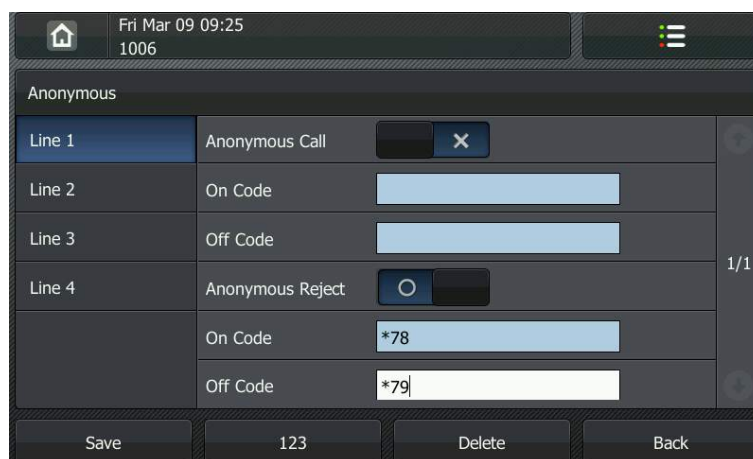 Fri Mar 09 09:25
1006
Anonymous
Line 1
Anonymous Call
Line 2
On Code
Line 3
Off Code
1/1
Line 4
Anonymous Reject
On Code
*78
Off Code
*79
Save
123
Delete
Back